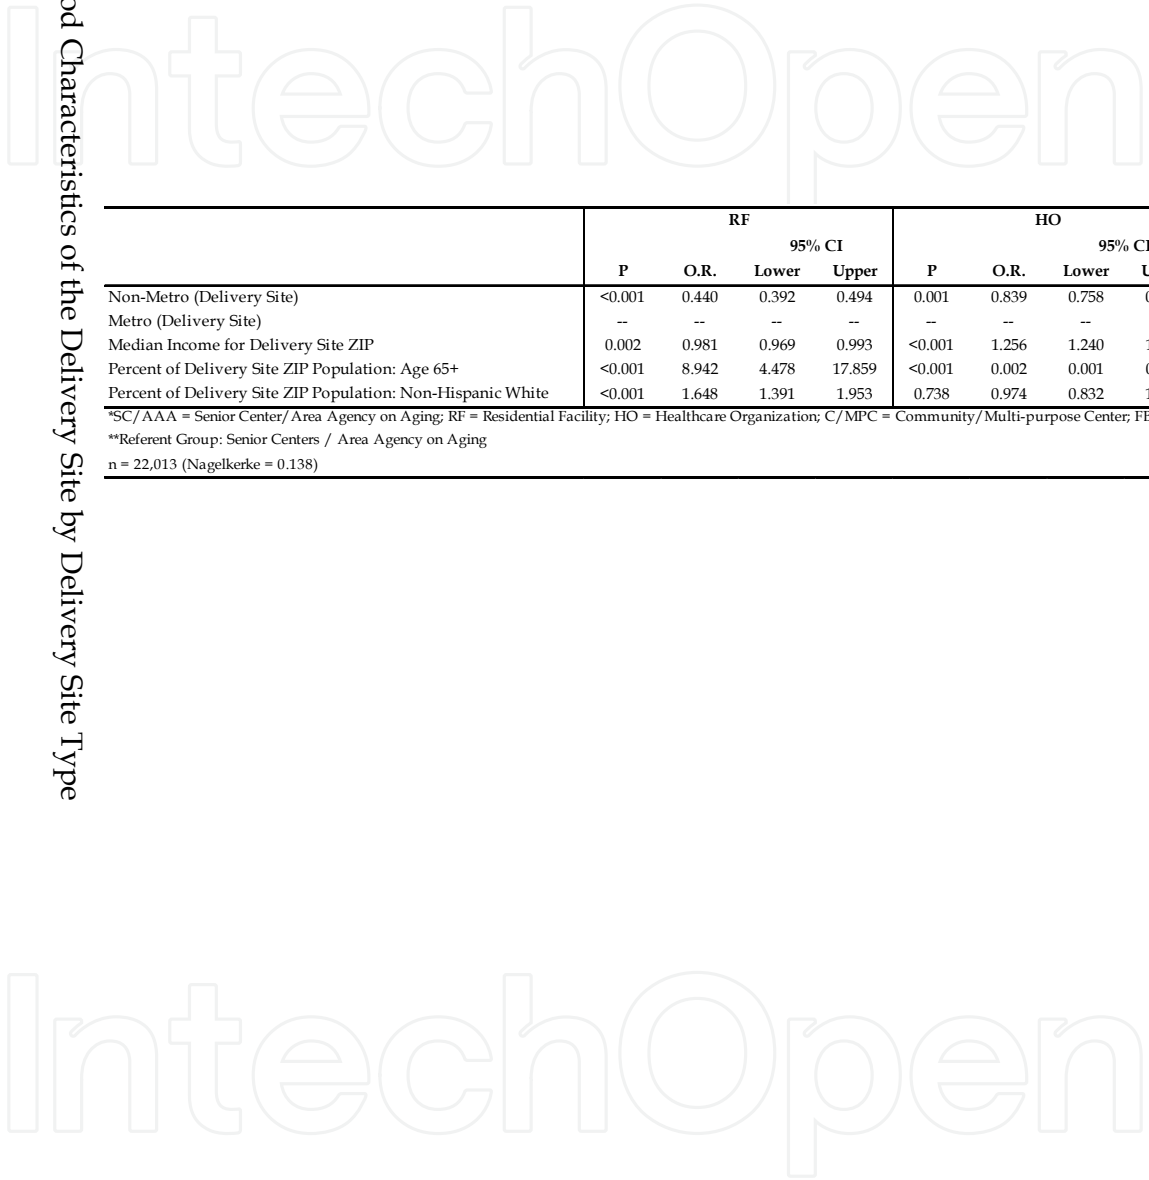 IntechOpen
Characteristics of the Delivery Site by Delivery Site Type
RF HO
95% CI 95%
P O.R. Lower Upper P O.R. Lower
Non-Metro (Delivery Site) <0.001 0.440 0.392 0.494 0.001 0.839 0.758
Metro (Delivery Site) -- -- -- -- -- -- --
Median Income for Delivery Site ZIP 0.002 0.981 0.969 0.993 <0.001 1.256 1.240
Percent of Delivery Site ZIP Population: Age 65+ <0.001 8.942 4.478 17.859 <0.001 0.002 0.001
Percent of Delivery Site ZIP Population: Non-Hispanic White <0.001 1.648 1.391 1.953 0.738 0.974 0.832
*SC/AAA = Senior Center/Area Agency on Aging; RF = Residential Facility; HO = Healthcare Organization; C/MPC = Community/Multi-purpose Center;
**Referent Group: Senior Centers / Area Agency on Aging
n = 22,013 (Nagelkerke = 0.138)
IntechOpen